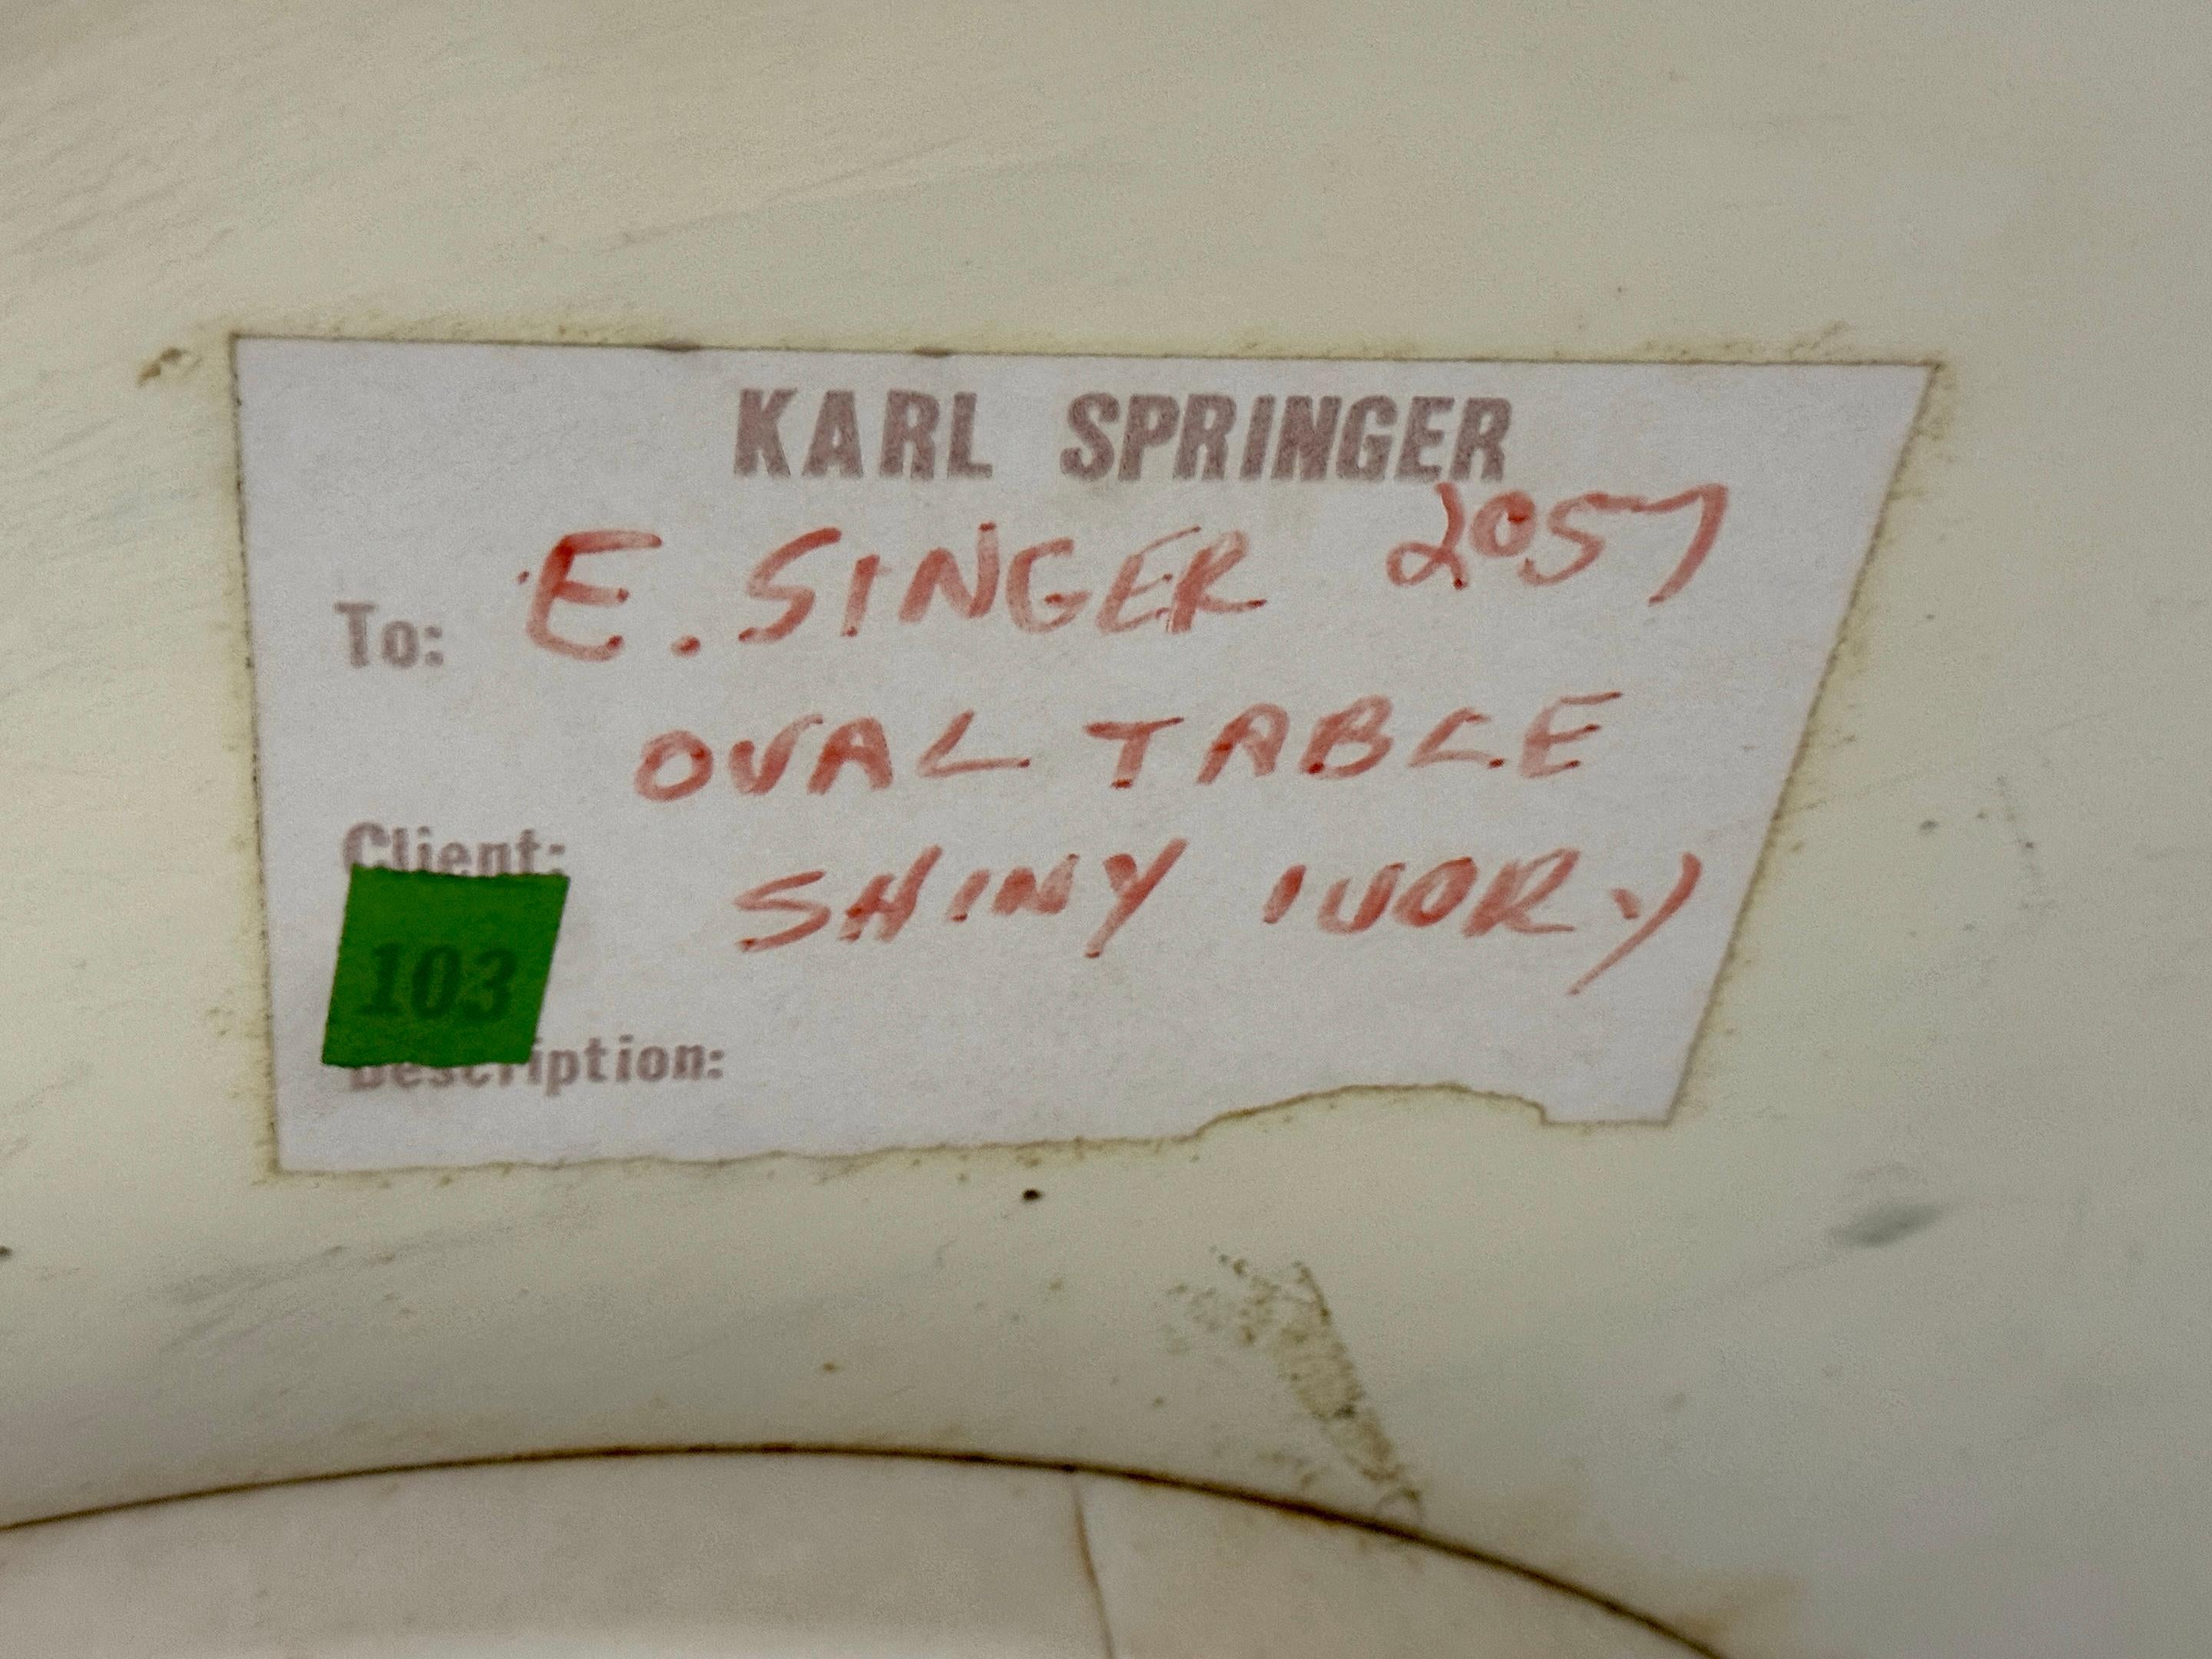 KARL SPRINGER
To: E. SINGER 2057
OVAL TABLE
Client:
SHINY IVORY
103
Description: